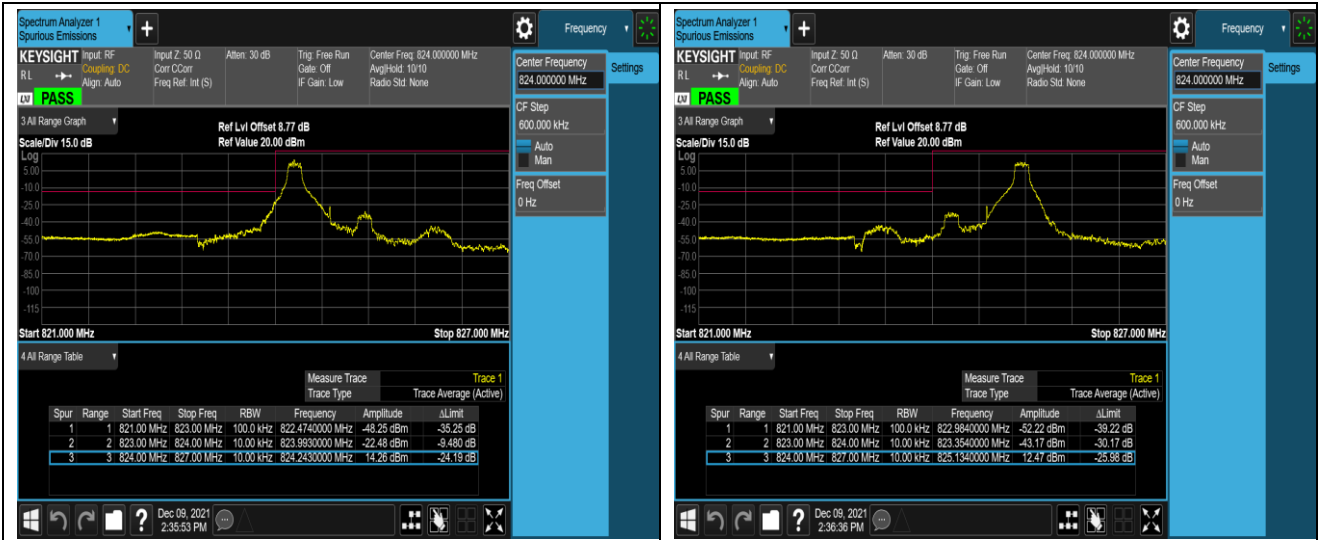 Spectrum Analyzer 1
Spurious Emissions
Frequency
KEYSIGHT Input: RF Input Z: 50 Ω Atten: 30 dB Trig: Free Run Center Freq: 824.000000 MHz
Coupling: DC Corr CCorr Gate: Off Avg|Hold: 10/10
RL Align: Auto Freq Ref: Int (S) IF Gain: Low Radio Std: None
LXI PASS
Center Frequency
824.000000 MHz
Settings
CF Step
600.000 kHz
Auto
Man
Freq Offset
0 Hz
3 All Range Graph
Ref Lvl Offset 8.77 dB
Scale/Div 15.0 dB Ref Value 20.00 dBm
Log
5.00
-10.0
-25.0
-40.0
-55.0
-70.0
-85.0
-100
-115
Start 821.000 MHz Stop 827.000 MHz
4 All Range Table
Measure Trace Trace 1
Trace Type Trace Average (Active)
Spur Range Start Freq Stop Freq RBW Frequency Amplitude ΔLimit
1 1 821.00 MHz 823.00 MHz 100.0 kHz 822.4740000 MHz -48.25 dBm -35.25 dB
2 2 823.00 MHz 824.00 MHz 10.00 kHz 823.9930000 MHz -22.48 dBm -9.480 dB
3 3 824.00 MHz 827.00 MHz 10.00 kHz 824.2430000 MHz 14.26 dBm -24.19 dB
Dec 09, 2021
2:35:53 PM
Spectrum Analyzer 1
Spurious Emissions
Frequency
KEYSIGHT Input: RF Input Z: 50 Ω Atten: 30 dB Trig: Free Run Center Freq: 824.000000 MHz
Coupling: DC Corr CCorr Gate: Off Avg|Hold: 10/10
RL Align: Auto Freq Ref: Int (S) IF Gain: Low Radio Std: None
LXI PASS
Center Frequency
824.000000 MHz
Settings
CF Step
600.000 kHz
Auto
Man
Freq Offset
0 Hz
3 All Range Graph
Ref Lvl Offset 8.77 dB
Scale/Div 15.0 dB Ref Value 20.00 dBm
Log
5.00
-10.0
-25.0
-40.0
-55.0
-70.0
-85.0
-100
-115
Start 821.000 MHz Stop 827.000 MHz
4 All Range Table
Measure Trace Trace 1
Trace Type Trace Average (Active)
Spur Range Start Freq Stop Freq RBW Frequency Amplitude ΔLimit
1 1 821.00 MHz 823.00 MHz 100.0 kHz 822.9840000 MHz -52.22 dBm -39.22 dB
2 2 823.00 MHz 824.00 MHz 10.00 kHz 823.3540000 MHz -43.17 dBm -30.17 dB
3 3 824.00 MHz 827.00 MHz 10.00 kHz 825.1340000 MHz 12.47 dBm -25.98 dB
Dec 09, 2021
2:36:36 PM